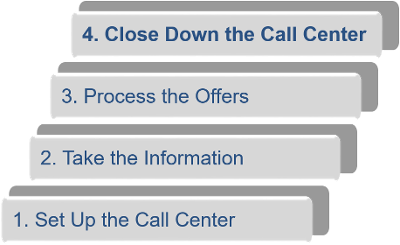 4. Close Down the Call Center
3. Process the Offers
2. Take the Information
1. Set Up the Call Center